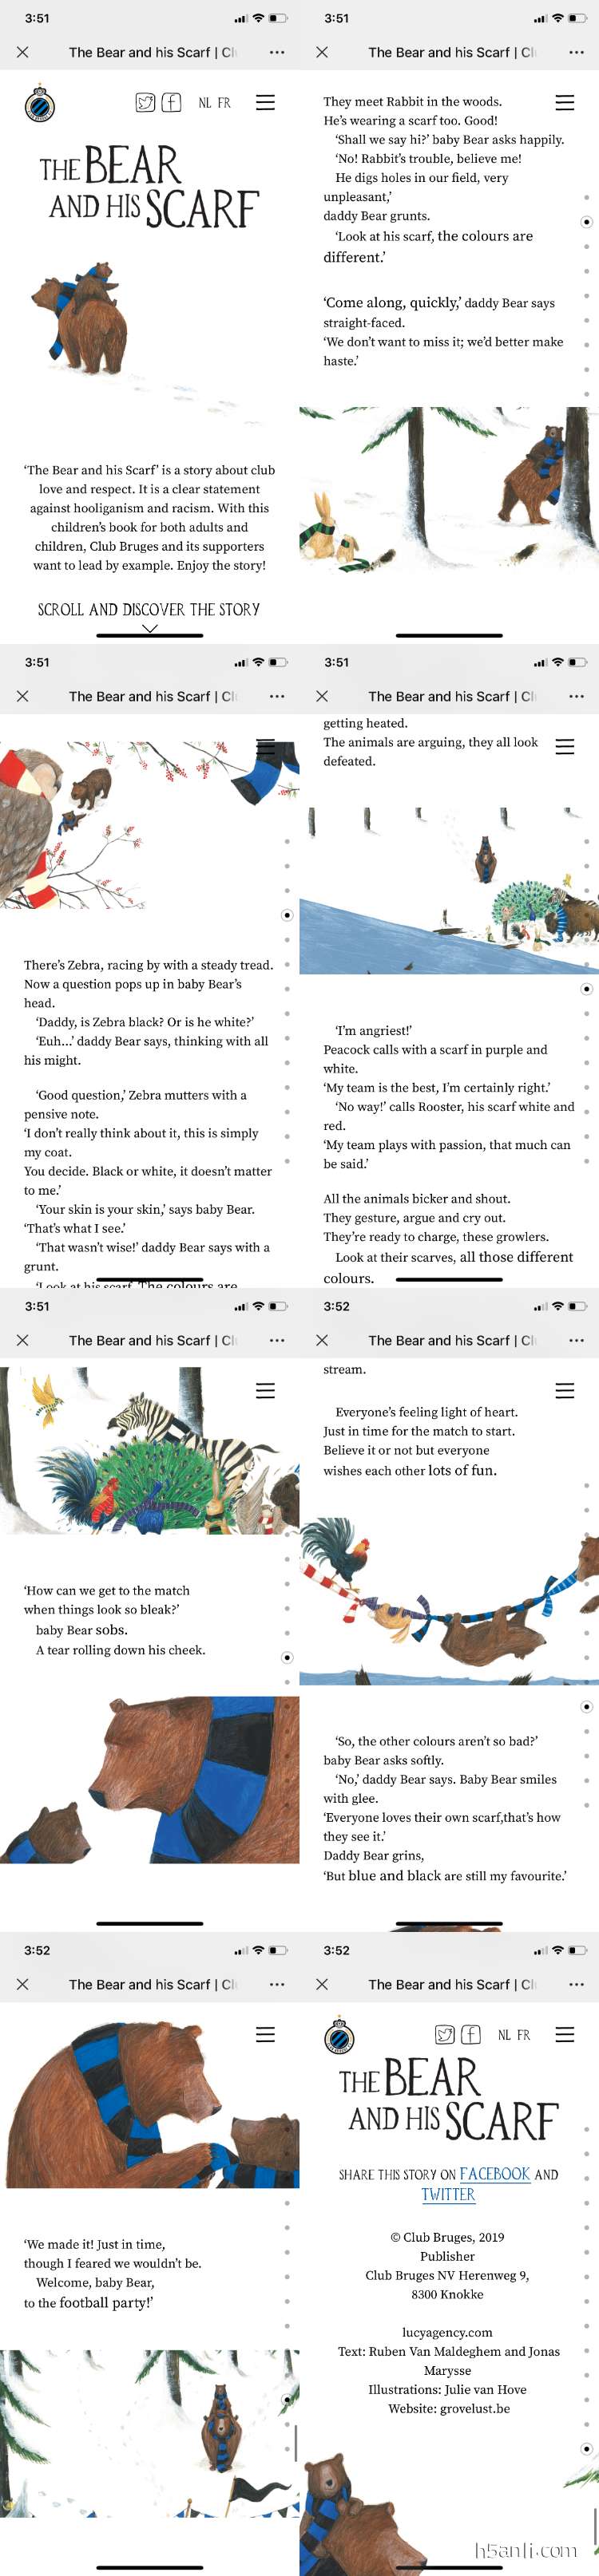 3:51
The Bear and his Scarf | Cl
NL FR
THE BEAR
AND HIS SCARF
‘The Bear and his Scarf’ is a story about club
love and respect. It is a clear statement
against hooliganism and racism. With this
children’s book for both adults and
children, Club Bruges and its supporters
want to lead by example. Enjoy the story!
SCROLL AND DISCOVER THE STORY
3:51
The Bear and his Scarf | Cl
They meet Rabbit in the woods.
He’s wearing a scarf too. Good!
‘Shall we say hi?’ baby Bear asks happily.
‘No! Rabbit’s trouble, believe me!
He digs holes in our field, very
unpleasant,’
daddy Bear grunts.
‘Look at his scarf, the colours are
different.’
‘Come along, quickly,’ daddy Bear says
straight-faced.
‘We don’t want to miss it; we’d better make
haste.’
3:51
The Bear and his Scarf | Cl
There’s Zebra, racing by with a steady tread.
Now a question pops up in baby Bear’s
head.
‘Daddy, is Zebra black? Or is he white?’
‘Euh...’ daddy Bear says, thinking with all
his might.
‘Good question,’ Zebra mutters with a
pensive note.
‘I don’t really think about it, this is simply
my coat.
You decide. Black or white, it doesn’t matter
to me.’
‘Your skin is your skin,’ says baby Bear.
‘That’s what I see.’
‘That wasn’t wise!’ daddy Bear says with a
grunt.
‘Look at his scarf. The colours are
3:51
The Bear and his Scarf | Cl
getting heated.
The animals are arguing, they all look
defeated.
‘I’m angriest!’
Peacock calls with a scarf in purple and
white.
‘My team is the best, I’m certainly right.’
‘No way!’ calls Rooster, his scarf white and
red.
‘My team plays with passion, that much can
be said.’
All the animals bicker and shout.
They gesture, argue and cry out.
They’re ready to charge, these growlers.
Look at their scarves, all those different
colours.
3:51
The Bear and his Scarf | Cl
‘How can we get to the match
when things look so bleak?’
baby Bear sobs.
A tear rolling down his cheek.
3:52
The Bear and his Scarf | Cl
stream.
Everyone’s feeling light of heart.
Just in time for the match to start.
Believe it or not but everyone
wishes each other lots of fun.
‘So, the other colours aren’t so bad?’
baby Bear asks softly.
‘No,’ daddy Bear says. Baby Bear smiles
with glee.
‘Everyone loves their own scarf,that’s how
they see it.’
Daddy Bear grins,
‘But blue and black are still my favourite.’
3:52
The Bear and his Scarf | Cl
‘We made it! Just in time,
though I feared we wouldn’t be.
Welcome, baby Bear,
to the football party!’
3:52
The Bear and his Scarf | Cl
NL FR
THE BEAR
AND HIS SCARF
SHARE THIS STORY ON FACEBOOK AND
TWITTER
© Club Bruges, 2019
Publisher
Club Bruges NV Herenweg 9,
8300 Knokke
lucyagency.com
Text: Ruben Van Maldeghem and Jonas
Marysse
Illustrations: Julie van Hove
Website: grovelust.be
h5anli.com